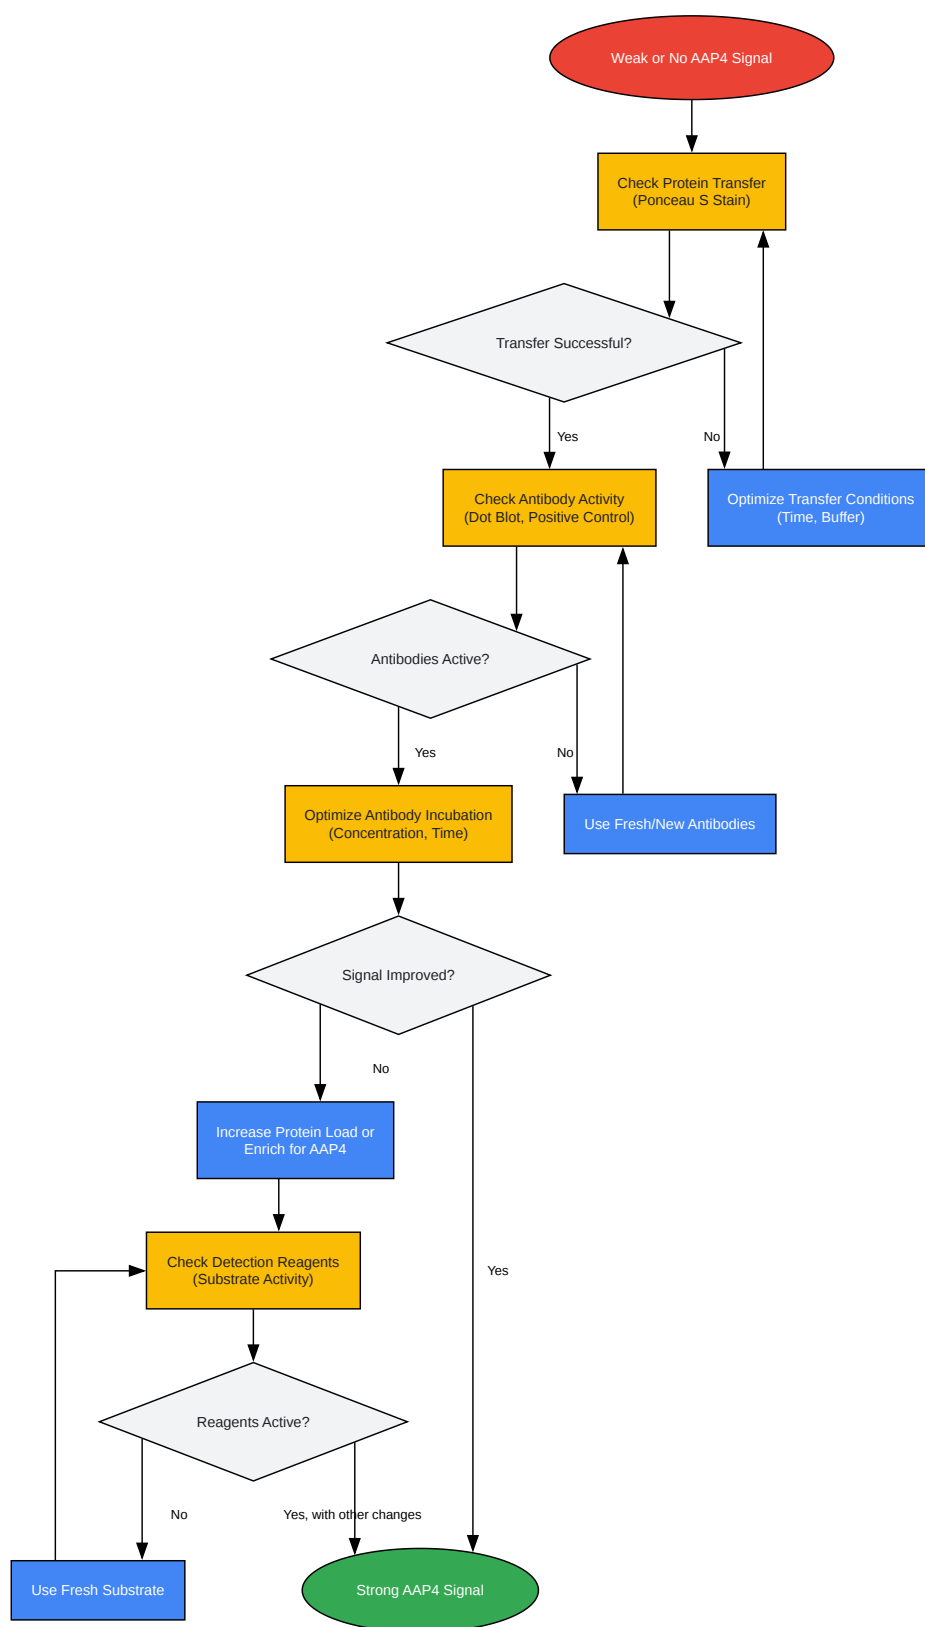 Weak or No AAP4 Signal
Check Protein Transfer
(Ponceau S Stain)
Transfer Successful?
Yes
No
Check Antibody Activity
(Dot Blot, Positive Control)
Optimize Transfer Conditions
(Time, Buffer)
Antibodies Active?
Yes
No
Optimize Antibody Incubation
(Concentration, Time)
Use Fresh/New Antibodies
Signal Improved?
No
Increase Protein Load or
Enrich for AAP4
Check Detection Reagents
(Substrate Activity)
Yes
Reagents Active?
No
Yes, with other changes
Use Fresh Substrate
Strong AAP4 Signal